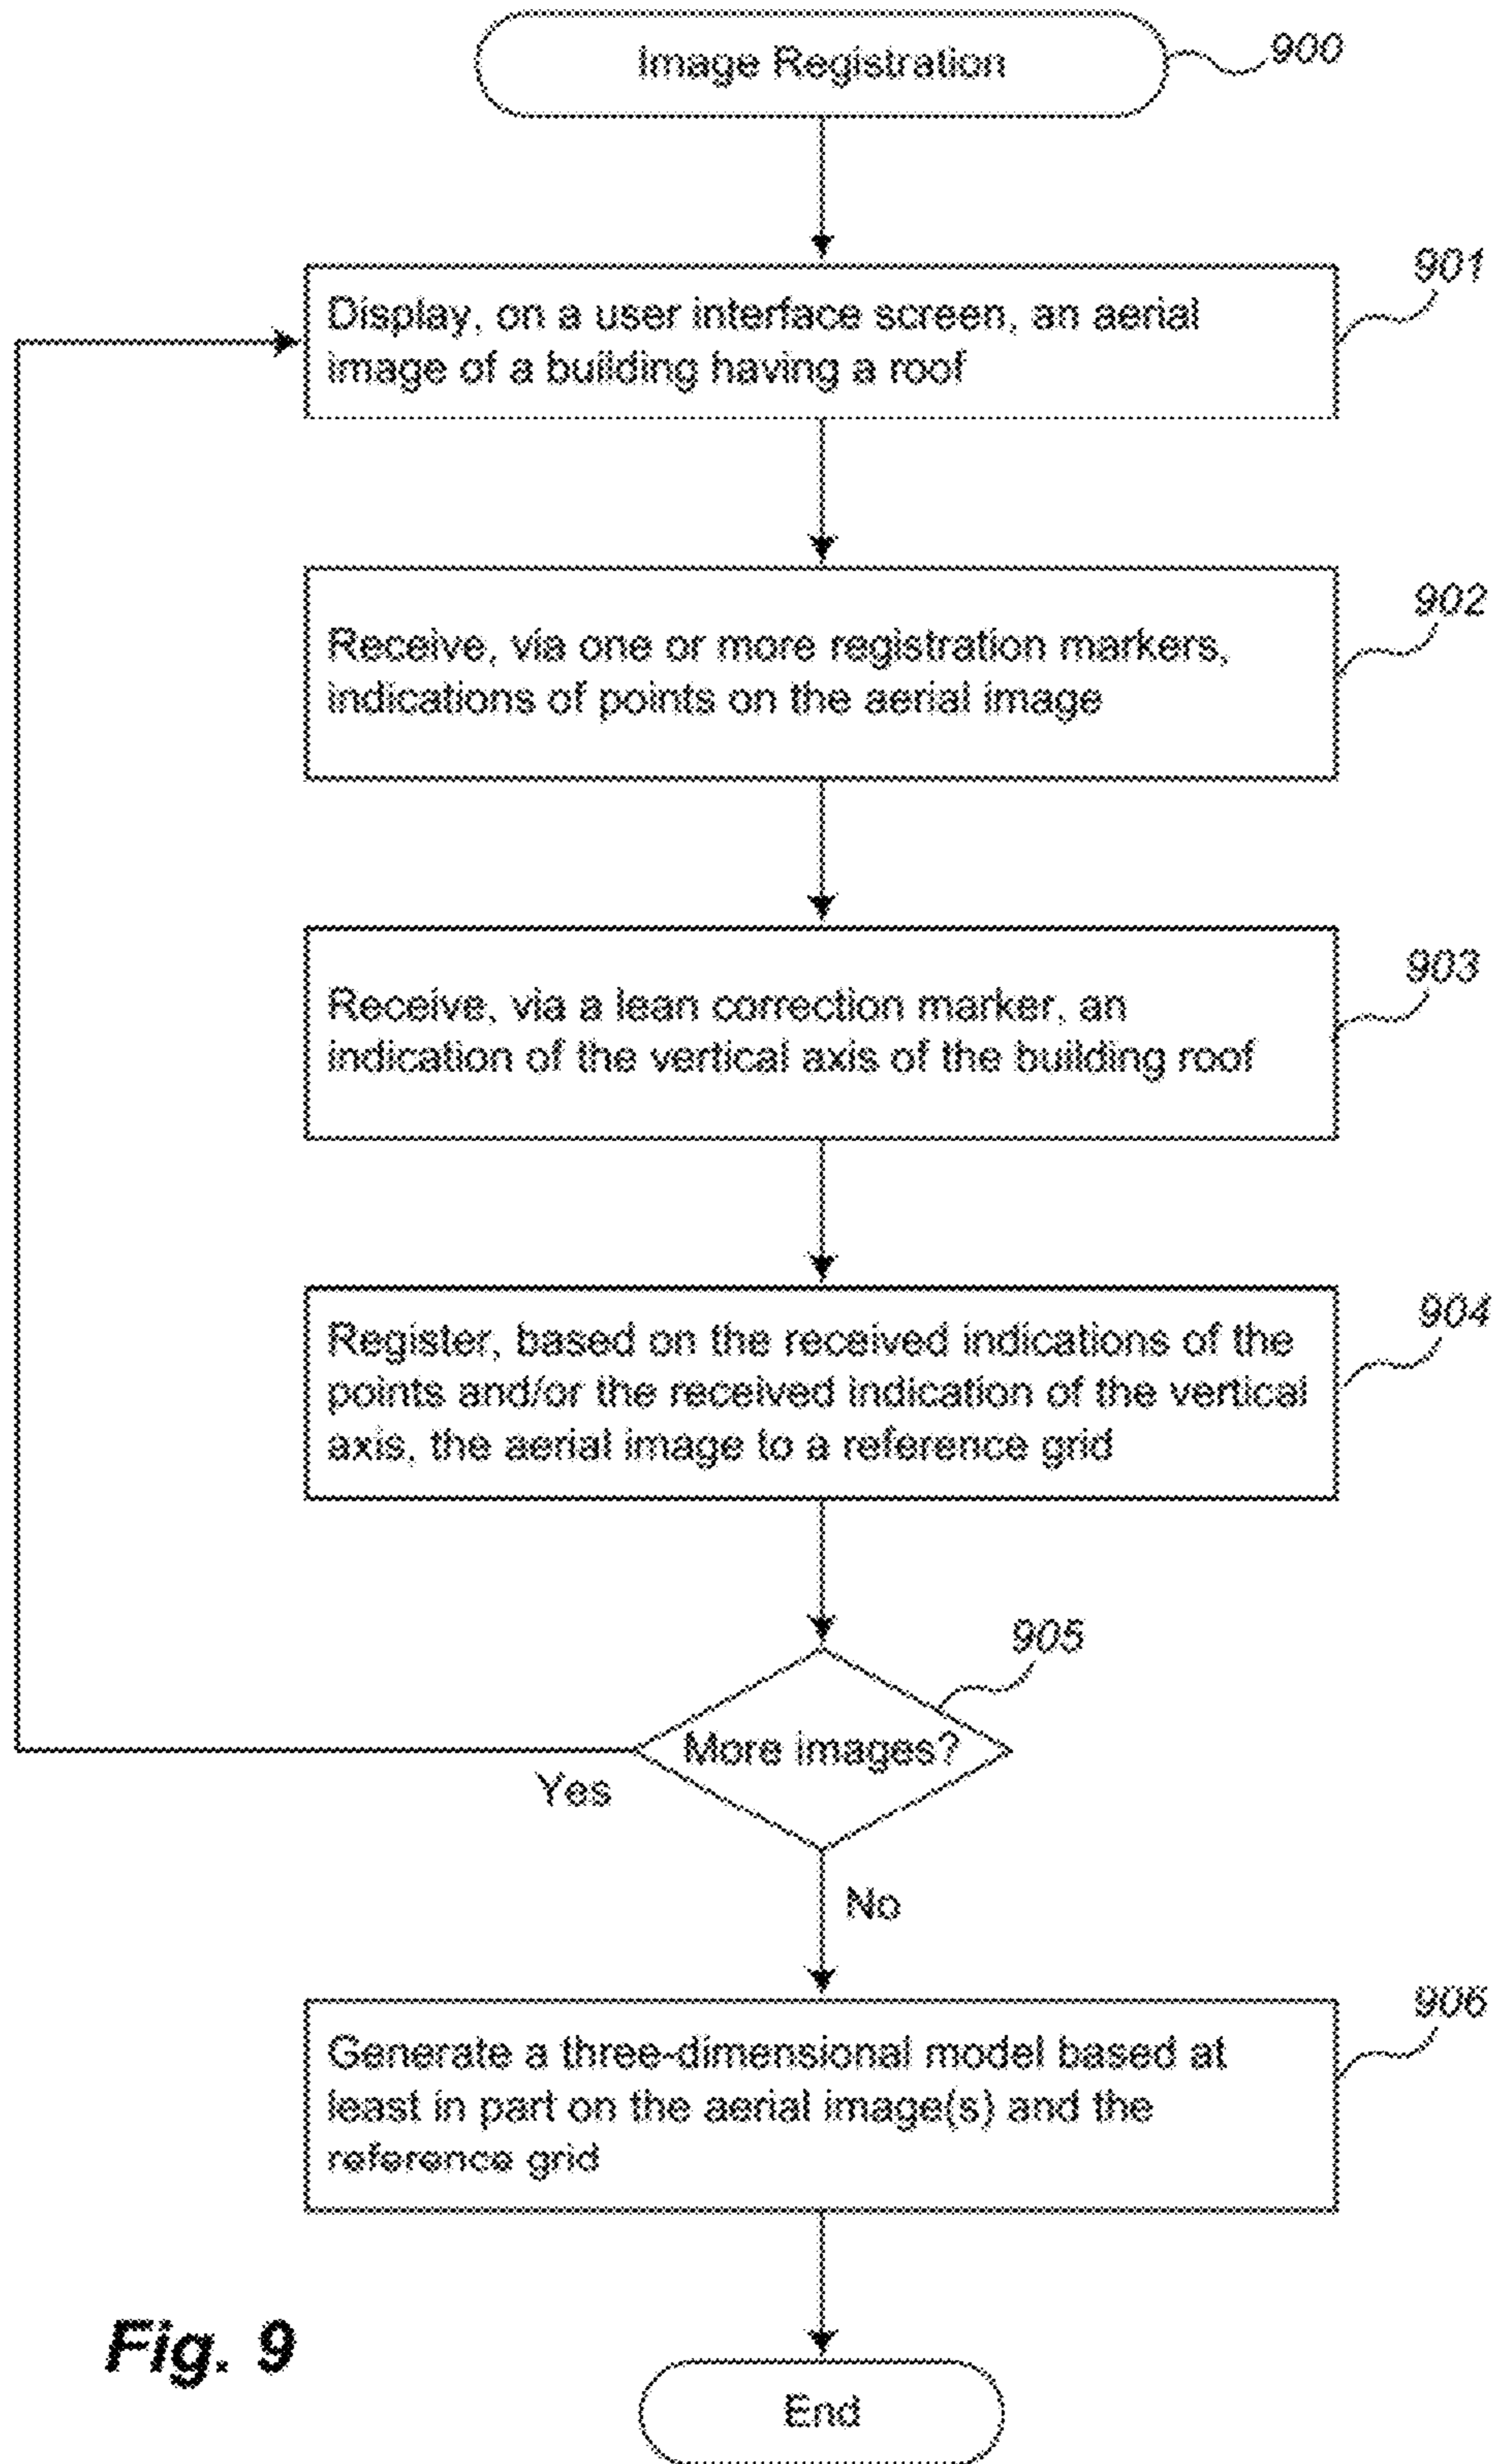 Image Registration
900
901
Display, on a user interface screen, an aerial
image of a building having a roof
902
Receive, via one or more registration markers,
indications of points on the aerial image
903
Receive, via a lean correction marker, an
indication of the vertical axis of the building roof
904
Register, based on the received indications of the
points and/or the received indication of the vertical
axis, the aerial image to a reference grid
905
More images?
Yes
No
906
Generate a three-dimensional model based at
least in part on the aerial image(s) and the
reference grid
Fig. 9
End